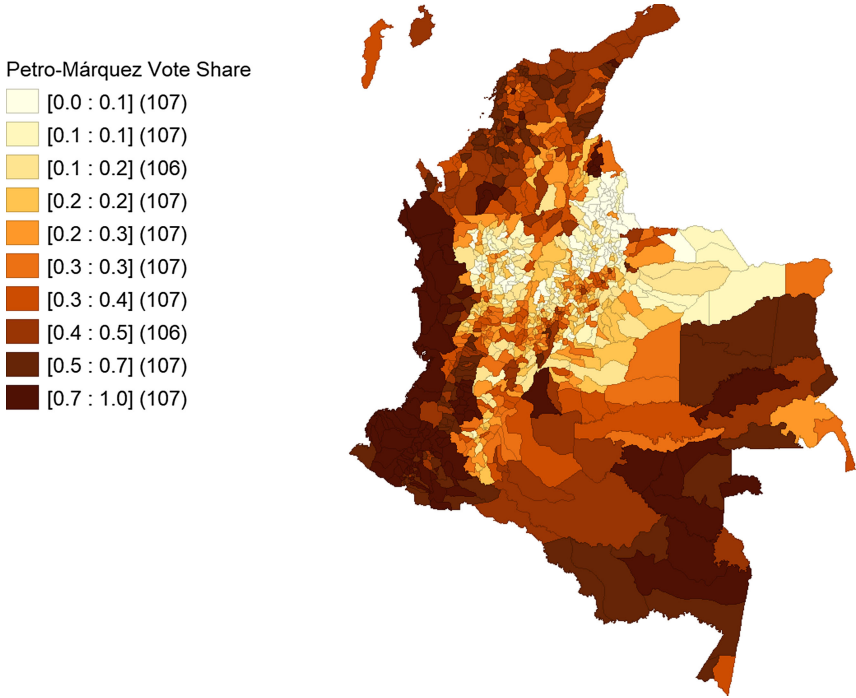 Petro-Márquez Vote Share
[0.0 : 0.1] (107)
[0.1 : 0.1] (107)
[0.1 : 0.2] (106)
[0.2 : 0.2] (107)
[0.2 : 0.3] (107)
[0.3 : 0.3] (107)
[0.3 : 0.4] (107)
[0.4 : 0.5] (106)
[0.5 : 0.7] (107)
[0.7 : 1.0] (107)